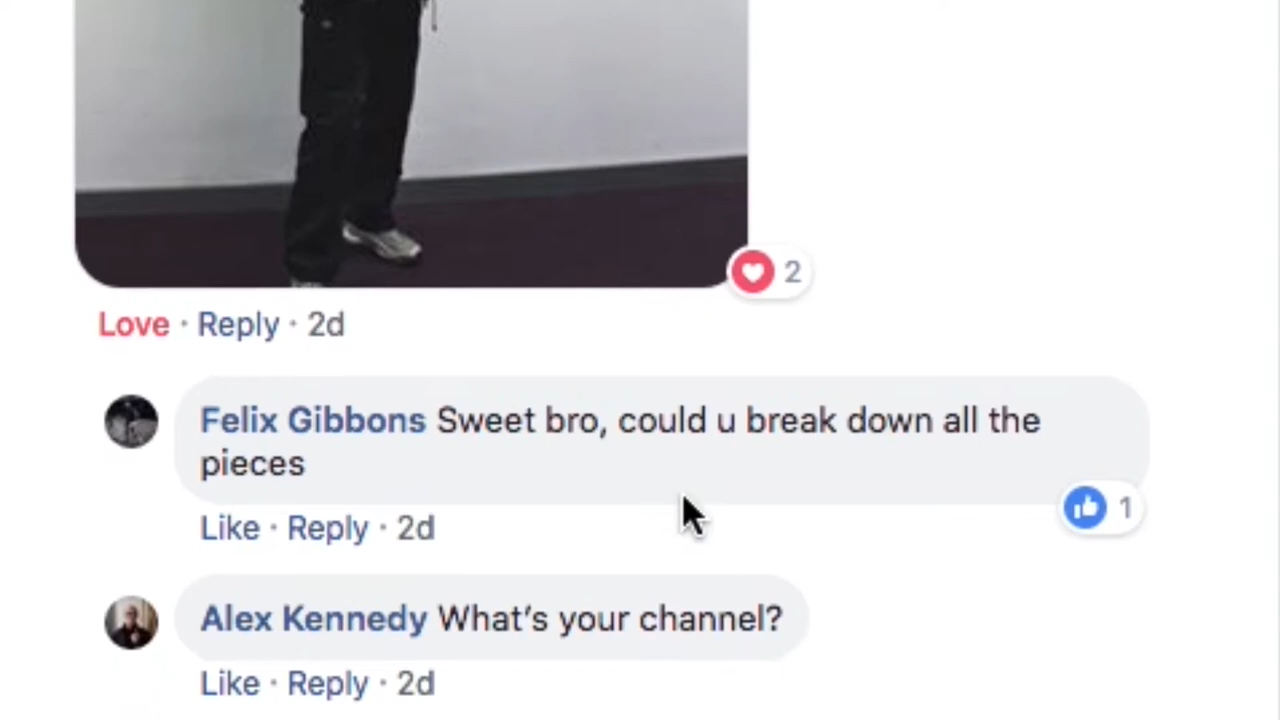 2
Love · Reply · 2d
Felix Gibbons Sweet bro, could u break down all the
pieces
1
Like · Reply · 2d
Alex Kennedy What's your channel?
Like · Reply · 2d